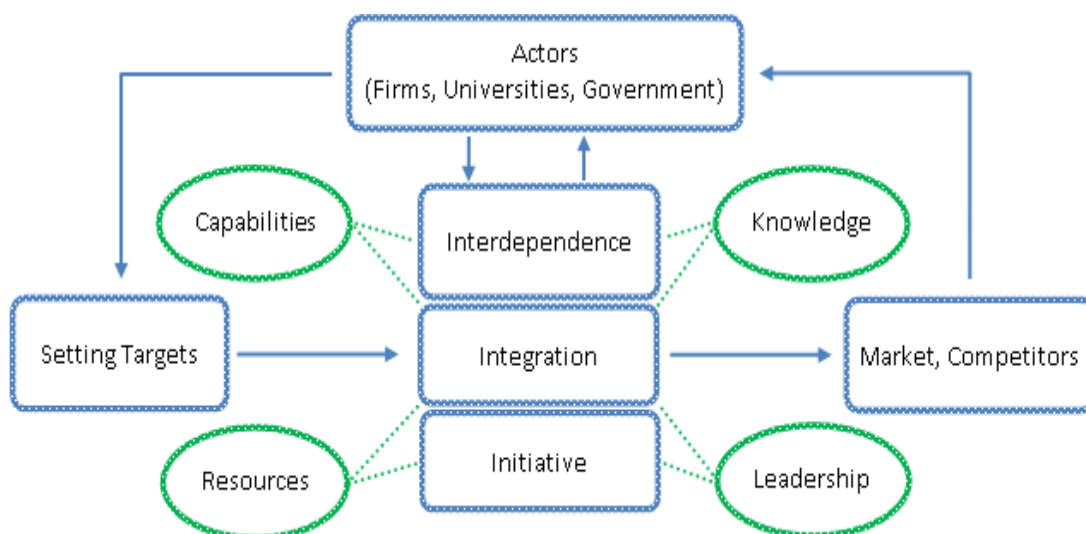 Actors
(Firms, Universities, Government)
Capabilities
Interdependence
Knowledge
Setting Targets
Integration
Market, Competitors
Resources
Initiative
Leadership